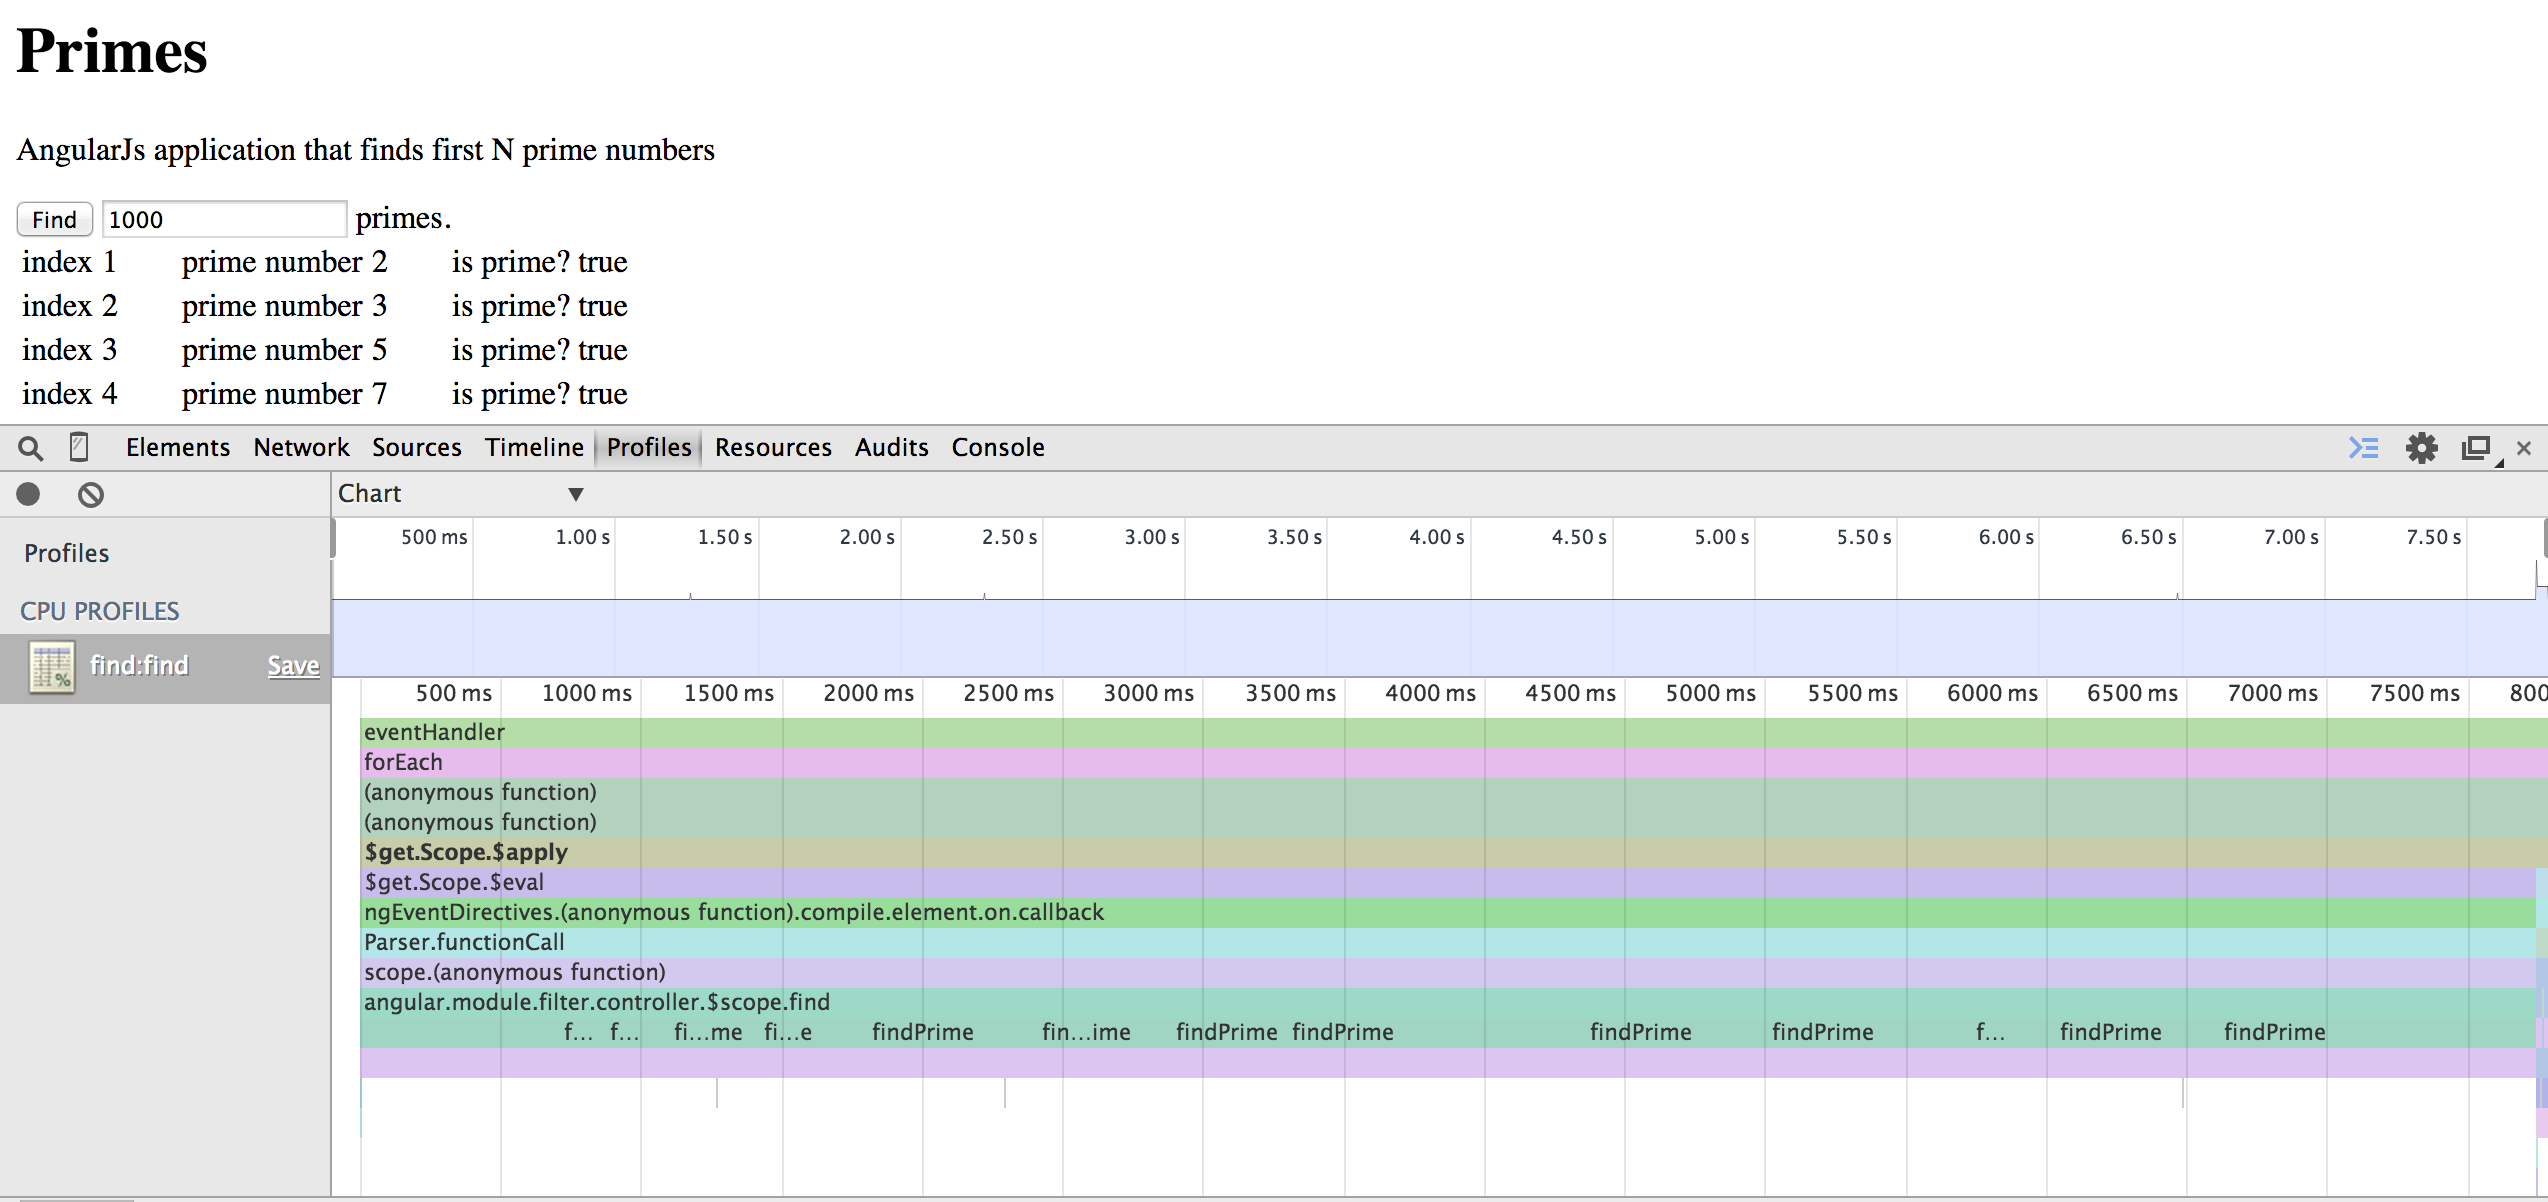 Primes
AngularJs application that finds first N prime numbers
Find 1000 primes.
index 1 prime number 2 is prime? true
index 2 prime number 3 is prime? true
index 3 prime number 5 is prime? true
index 4 prime number 7 is prime? true
Elements Network Sources Timeline Profiles Resources Audits Console
Chart
Profiles
CPU PROFILES
find:find Save
500 ms 1.00 s 1.50 s 2.00 s 2.50 s 3.00 s 3.50 s 4.00 s 4.50 s 5.00 s 5.50 s 6.00 s 6.50 s 7.00 s 7.50 s
500 ms 1000 ms 1500 ms 2000 ms 2500 ms 3000 ms 3500 ms 4000 ms 4500 ms 5000 ms 5500 ms 6000 ms 6500 ms 7000 ms 7500 ms 800
eventHandler
forEach
(anonymous function)
(anonymous function)
$get.Scope.$apply
$get.Scope.$eval
ngEventDirectives.(anonymous function).compile.element.on.callback
Parser.functionCall
scope.(anonymous function)
angular.module.filter.controller.$scope.find
f... f... fi...me fi...e findPrime fin...ime findPrime findPrime findPrime findPrime f... findPrime findPrime